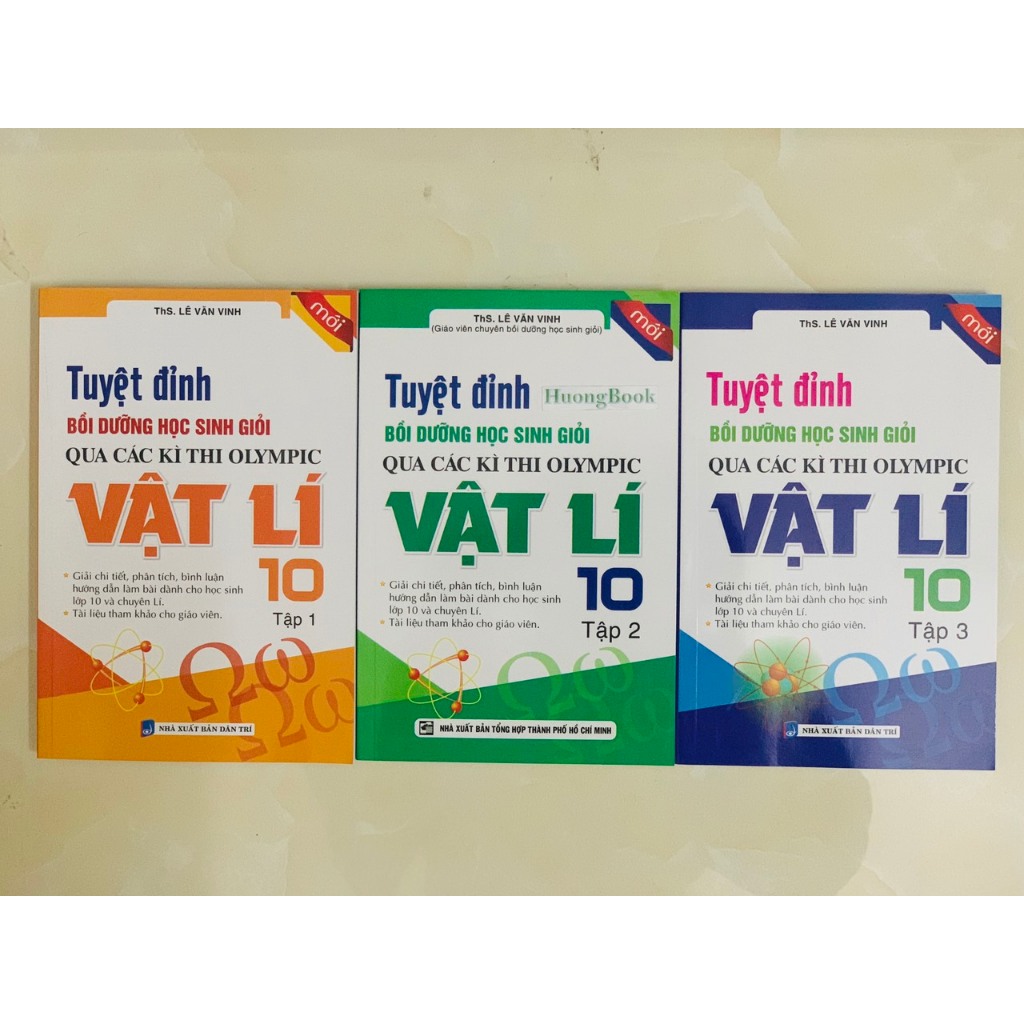 ThS. LÊ VĂN VINH
mới
Tuyệt đỉnh
BỒI DƯỠNG HỌC SINH GIỎI
QUA CÁC KÌ THI OLYMPIC
VẬT LÍ
10
Giải chi tiết, phân tích, bình luận
hướng dẫn làm bài dành cho học sinh
lớp 10 và chuyên Lí.
Tài liệu tham khảo cho giáo viên.
Tập 1
Ωω
Ωω
NHÀ XUẤT BẢN DÂN TRÍ
ThS. LÊ VĂN VINH
(Giáo viên chuyên bồi dưỡng học sinh giỏi)
mới
Tuyệt đỉnh
HuongBook
BỒI DƯỠNG HỌC SINH GIỎI
QUA CÁC KÌ THI OLYMPIC
VẬT LÍ
10
Giải chi tiết, phân tích, bình luận
hướng dẫn làm bài dành cho học sinh
lớp 10 và chuyên Lí.
Tài liệu tham khảo cho giáo viên.
Tập 2
Ωω
Ωω
NHÀ XUẤT BẢN TỔNG HỢP THÀNH PHỐ HỒ CHÍ MINH
ThS. LÊ VĂN VINH
mới
Tuyệt đỉnh
BỒI DƯỠNG HỌC SINH GIỎI
QUA CÁC KÌ THI OLYMPIC
VẬT LÍ
10
Giải chi tiết, phân tích, bình luận
hướng dẫn làm bài dành cho học sinh
lớp 10 và chuyên Lí.
Tài liệu tham khảo cho giáo viên.
Tập 3
Ωω
Ωω
NHÀ XUẤT BẢN DÂN TRÍ